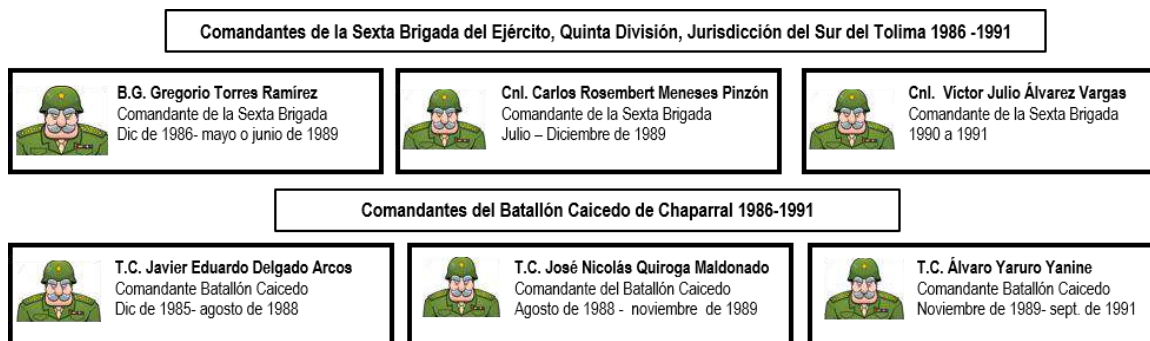 Comandantes de la Sexta Brigada del Ejército, Quinta División, Jurisdicción del Sur del Tolima 1986 -1991
B.G. Gregorio Torres Ramírez
Comandante de la Sexta Brigada
Dic de 1986- mayo o junio de 1989
Cnl. Carlos Rosembert Meneses Pinzón
Comandante de la Sexta Brigada
Julio – Diciembre de 1989
Cnl. Victor Julio Álvarez Vargas
Comandante de la Sexta Brigada
1990 a 1991
Comandantes del Batallón Caicedo de Chaparral 1986-1991
T.C. Javier Eduardo Delgado Arcos
Comandante Batallón Caicedo
Dic de 1985- agosto de 1988
T.C. José Nicolás Quiroga Maldonado
Comandante del Batallón Caicedo
Agosto de 1988 - noviembre de 1989
T.C. Álvaro Yaruro Yanine
Comandante Batallón Caicedo
Noviembre de 1989- sept. de 1991